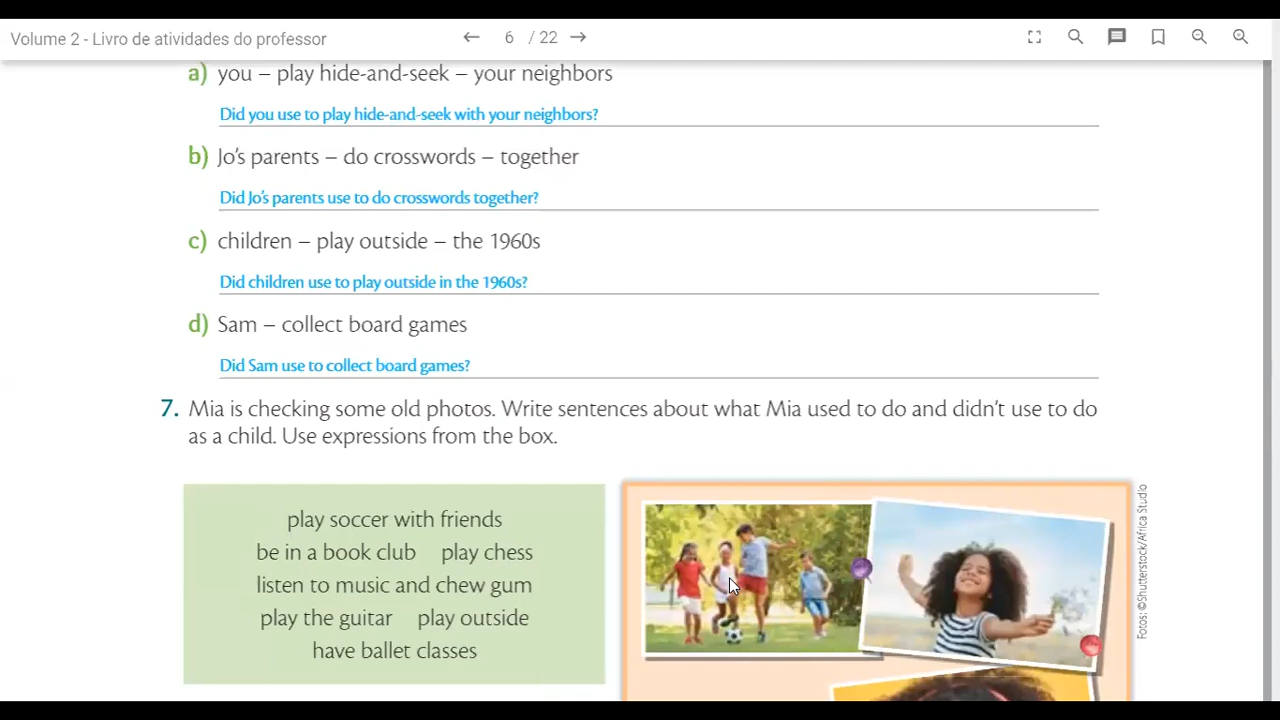 Volume 2 - Livro de atividades do professor
6 / 22
a) you – play hide-and-seek – your neighbors
Did you use to play hide-and-seek with your neighbors?
b) Jo's parents – do crosswords – together
Did Jo's parents use to do crosswords together?
c) children – play outside – the 1960s
Did children use to play outside in the 1960s?
d) Sam – collect board games
Did Sam use to collect board games?
7. Mia is checking some old photos. Write sentences about what Mia used to do and didn't use to do
as a child. Use expressions from the box.
play soccer with friends
be in a book club play chess
listen to music and chew gum
play the guitar play outside
have ballet classes
Fotos: ©Shutterstock/Africa Studio